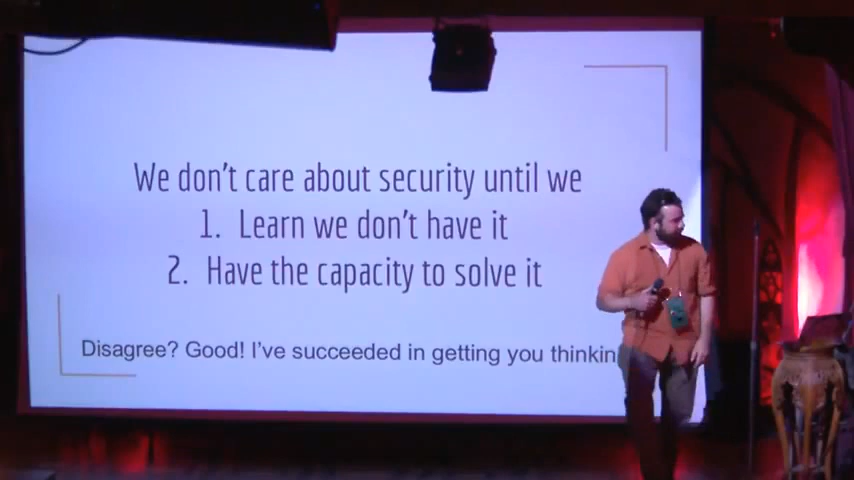 We don't care about security until we
1. Learn we don't have it
2. Have the capacity to solve it
Disagree? Good! I've succeeded in getting you thinkin